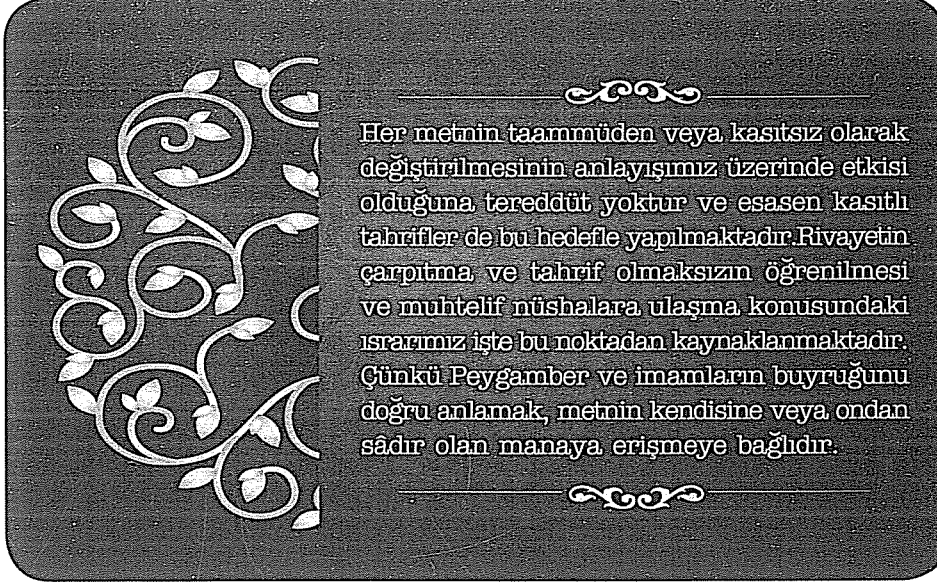 Her metnin taammüden veya kasıtsız olarak
değiştirilmesinin anlayışımız üzerinde etkisi
olduğuna tereddüt yoktur ve esasen kasıtlı
tahrifler de bu hedefle yapılmaktadır.Rivayetin
çarpıtma ve tahrif olmaksızın öğrenilmesi
ve muhtelif nüshalara ulaşma konusundaki
ısrarımız işte bu noktadan kaynaklanmaktadır.
Çünkü Peygamber ve imamların buyruğunu
doğru anlamak, metnin kendisine veya ondan
sâdır olan manaya erişmeye bağlıdır.